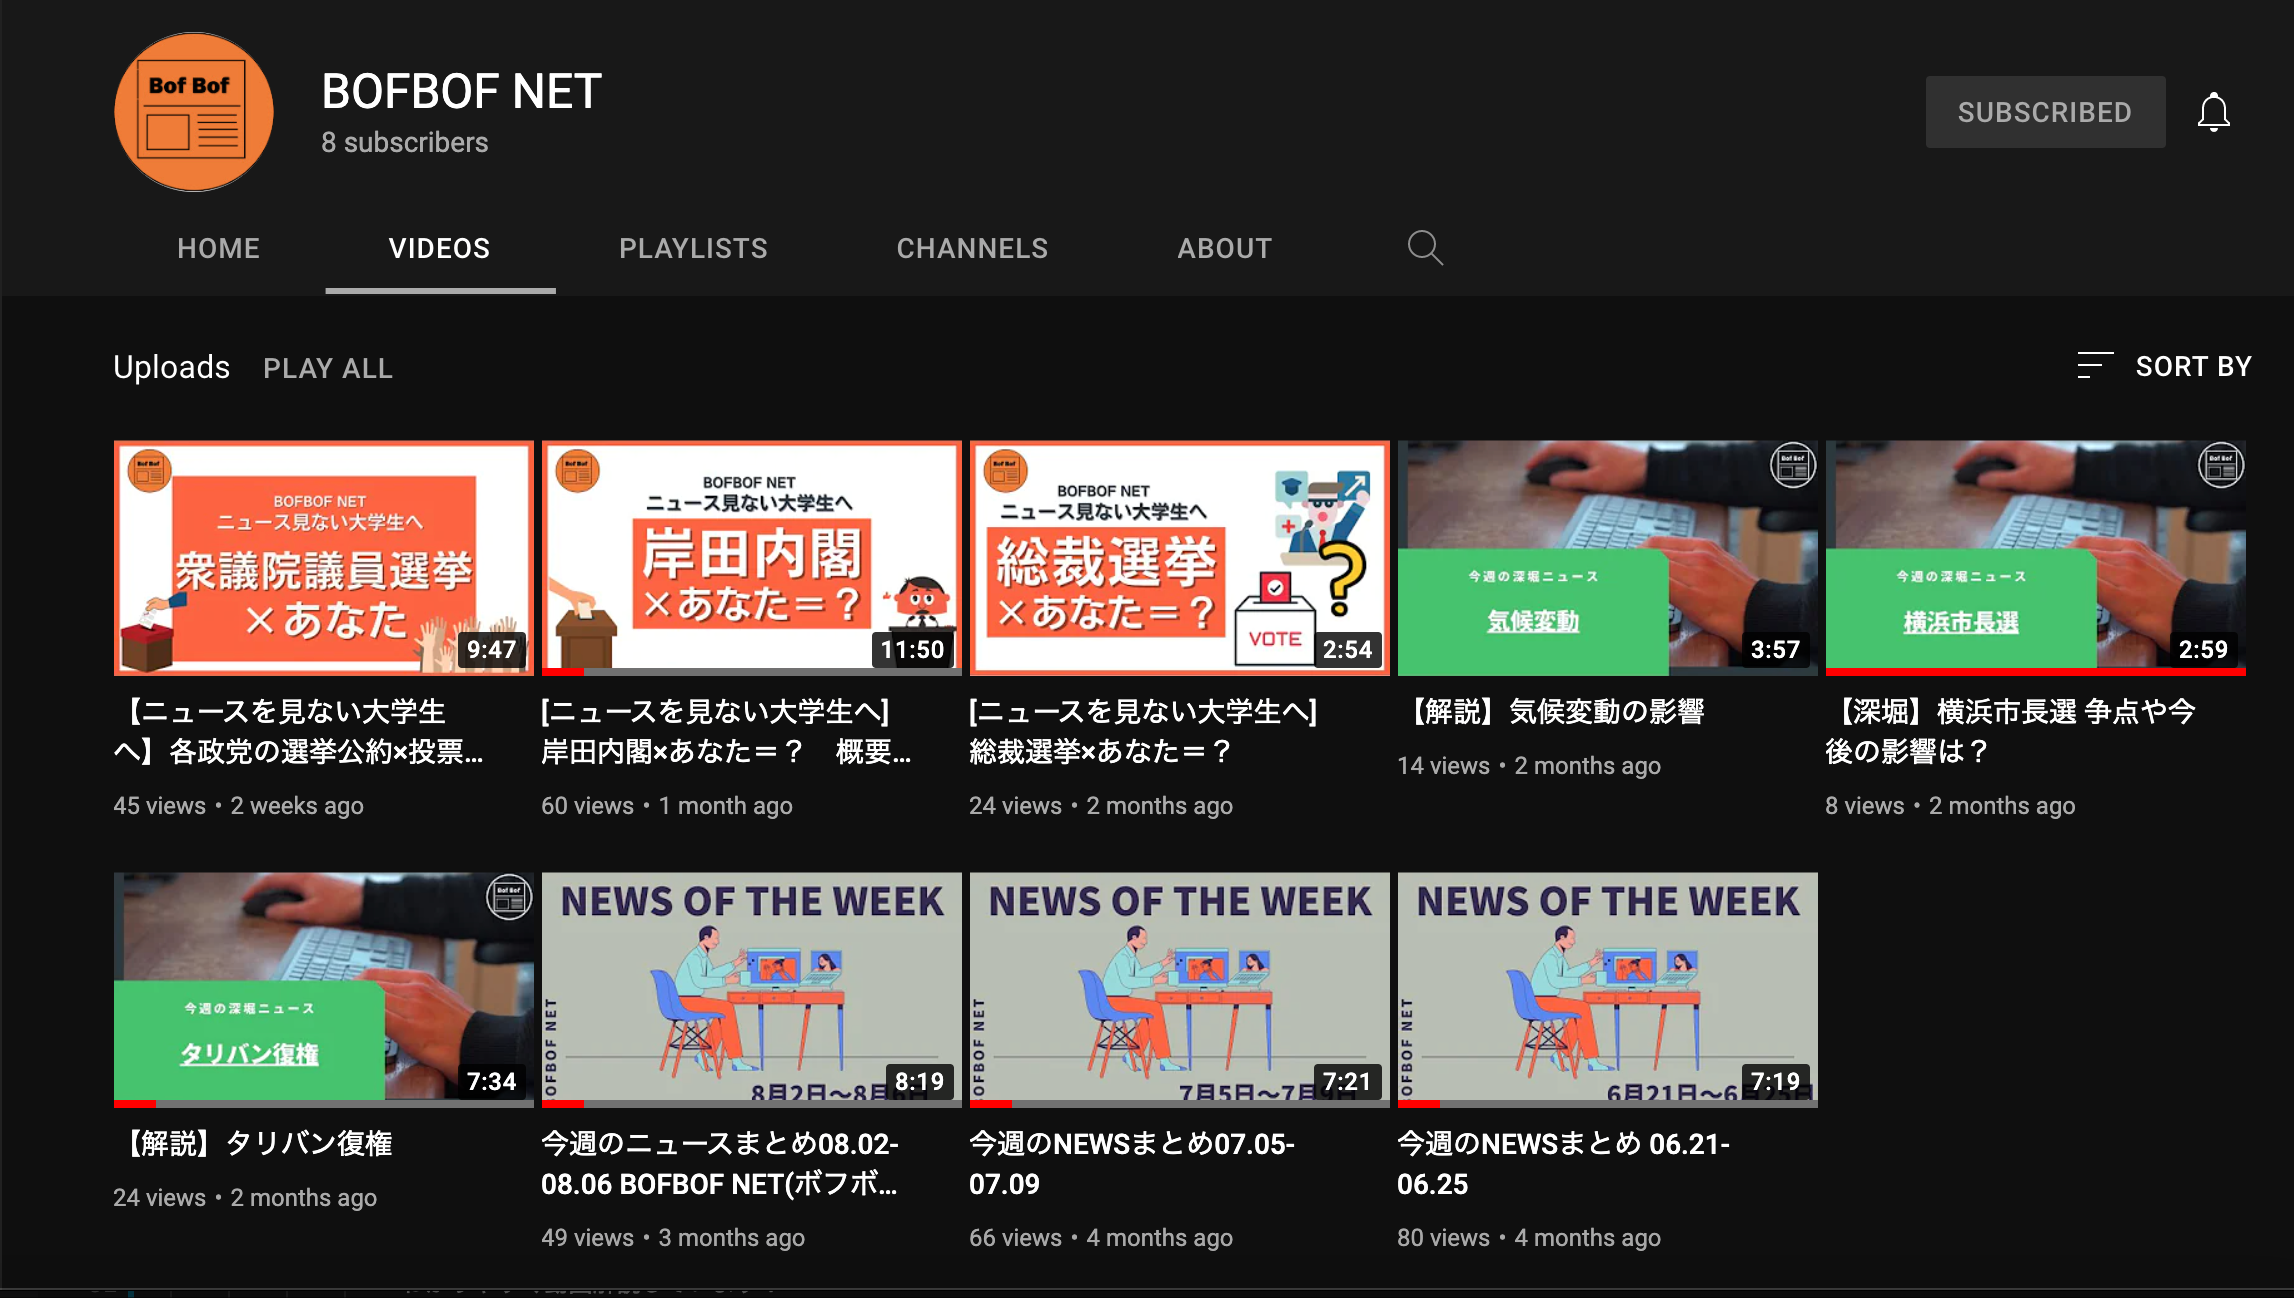 Bof Bof
BOFBOF NET
8 subscribers
SUBSCRIBED
HOME
VIDEOS
PLAYLISTS
CHANNELS
ABOUT
Uploads
PLAY ALL
SORT BY
Bof Bof
BOFBOF NET
ニュース見ない大学生へ
衆議院議員選挙
×あなた
9:47
【ニュースを見ない大学生
へ】各政党の選挙公約×投票...
45 views • 2 weeks ago
Bof Bof
BOFBOF NET
ニュース見ない大学生へ
岸田内閣
×あなた＝？
11:50
[ニュースを見ない大学生へ]
岸田内閣×あなた＝？　概要...
60 views • 1 month ago
Bof Bof
BOFBOF NET
ニュース見ない大学生へ
総裁選挙
×あなた＝？
?
VOTE
2:54
[ニュースを見ない大学生へ]
総裁選挙×あなた＝？
24 views • 2 months ago
Bof Bof
今週の深堀ニュース
気候変動
3:57
【解説】気候変動の影響
14 views • 2 months ago
Bof Bof
今週の深堀ニュース
横浜市長選
2:59
【深堀】横浜市長選 争点や今
後の影響は？
8 views • 2 months ago
Bof Bof
今週の深堀ニュース
タリバン復権
7:34
【解説】タリバン復権
24 views • 2 months ago
NEWS OF THE WEEK
BOFBOF NET
8月2日〜8月6日
8:19
今週のニュースまとめ08.02-
08.06 BOFBOF NET(ボフボ...
49 views • 3 months ago
NEWS OF THE WEEK
BOFBOF NET
7月5日〜7月9日
7:21
今週のNEWSまとめ07.05-
07.09
66 views • 4 months ago
NEWS OF THE WEEK
BOFBOF NET
6月21日〜6月25日
7:19
今週のNEWSまとめ 06.21-
06.25
80 views • 4 months ago